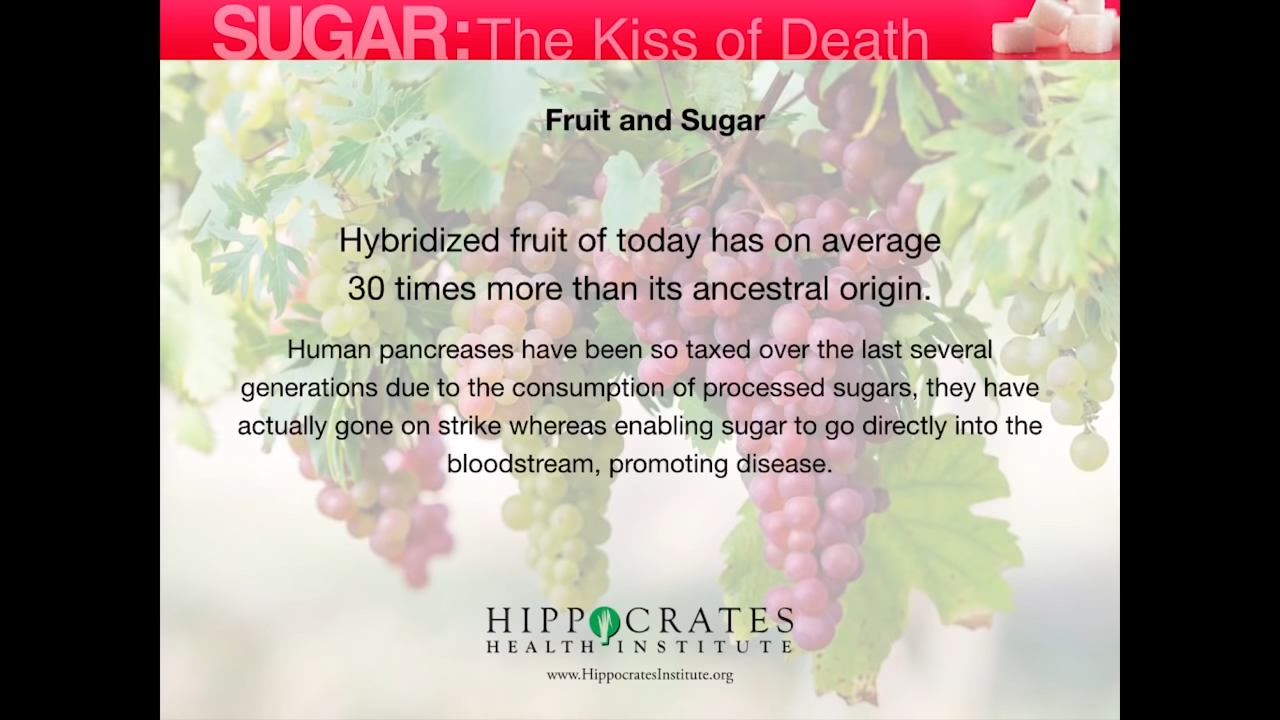 SUGAR: The Kiss of Death
Fruit and Sugar
Hybridized fruit of today has on average
30 times more than its ancestral origin.
Human pancreases have been so taxed over the last several
generations due to the consumption of processed sugars, they have
actually gone on strike whereas enabling sugar to go directly into the
bloodstream, promoting disease.
HIPPOCRATES
HEALTH INSTITUTE
www.HippocratesInstitute.org